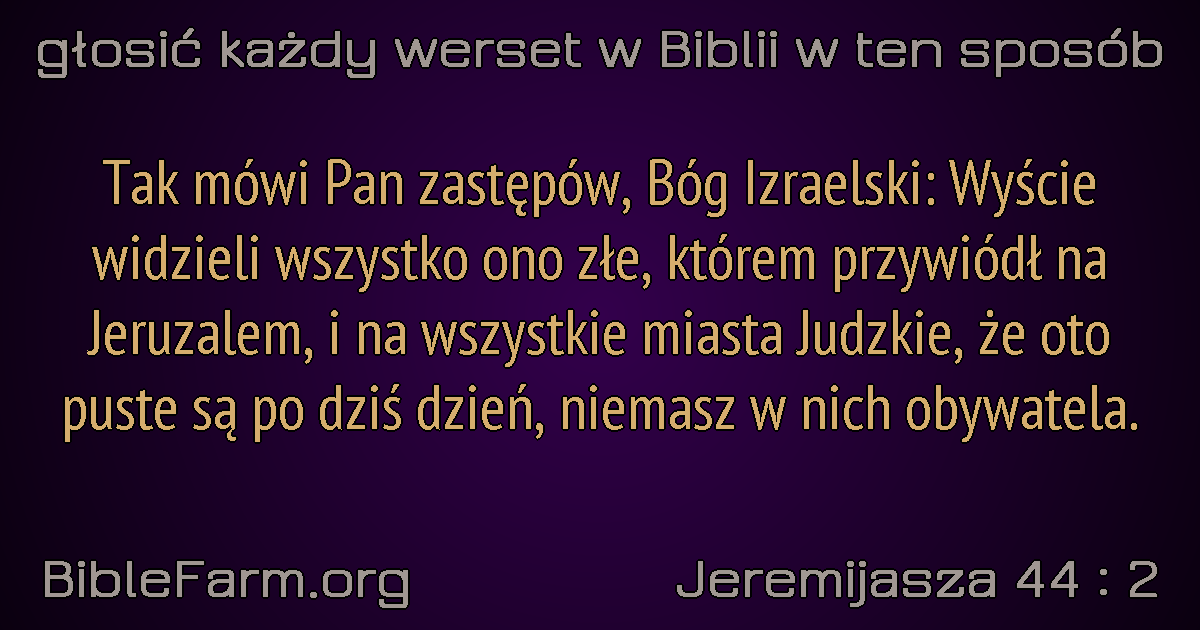 głosić każdy werset w Biblii w ten sposób
Tak mówi Pan zastępów, Bóg Izraelski: Wyście
widzieli wszystko ono złe, którem przywiódł na
Jeruzalem, i na wszystkie miasta Judzkie, że oto
puste są po dziś dzień, niemasz w nich obywatela.
BibleFarm.org
Jeremijasza 44 : 2